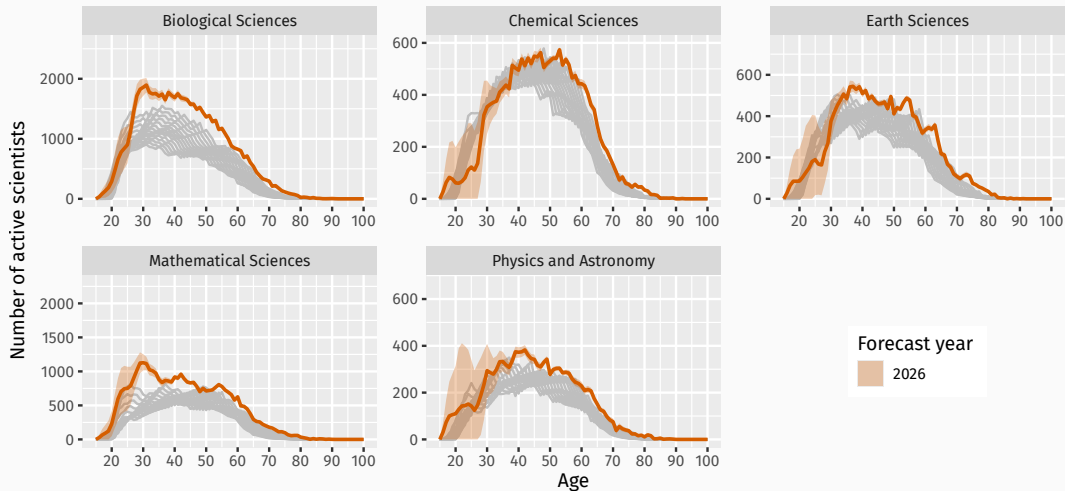 Biological Sciences
Chemical Sciences
Earth Sciences
2000
1000
0
600
400
200
0
600
400
200
0
20 30 40 50 60 70 80 90 100
20 30 40 50 60 70 80 90 100
20 30 40 50 60 70 80 90 100
Number of active scientists
Mathematical Sciences
Physics and Astronomy
2000
1500
1000
500
0
600
400
200
0
20 30 40 50 60 70 80 90 100
20 30 40 50 60 70 80 90 100
Age
Forecast year
2026